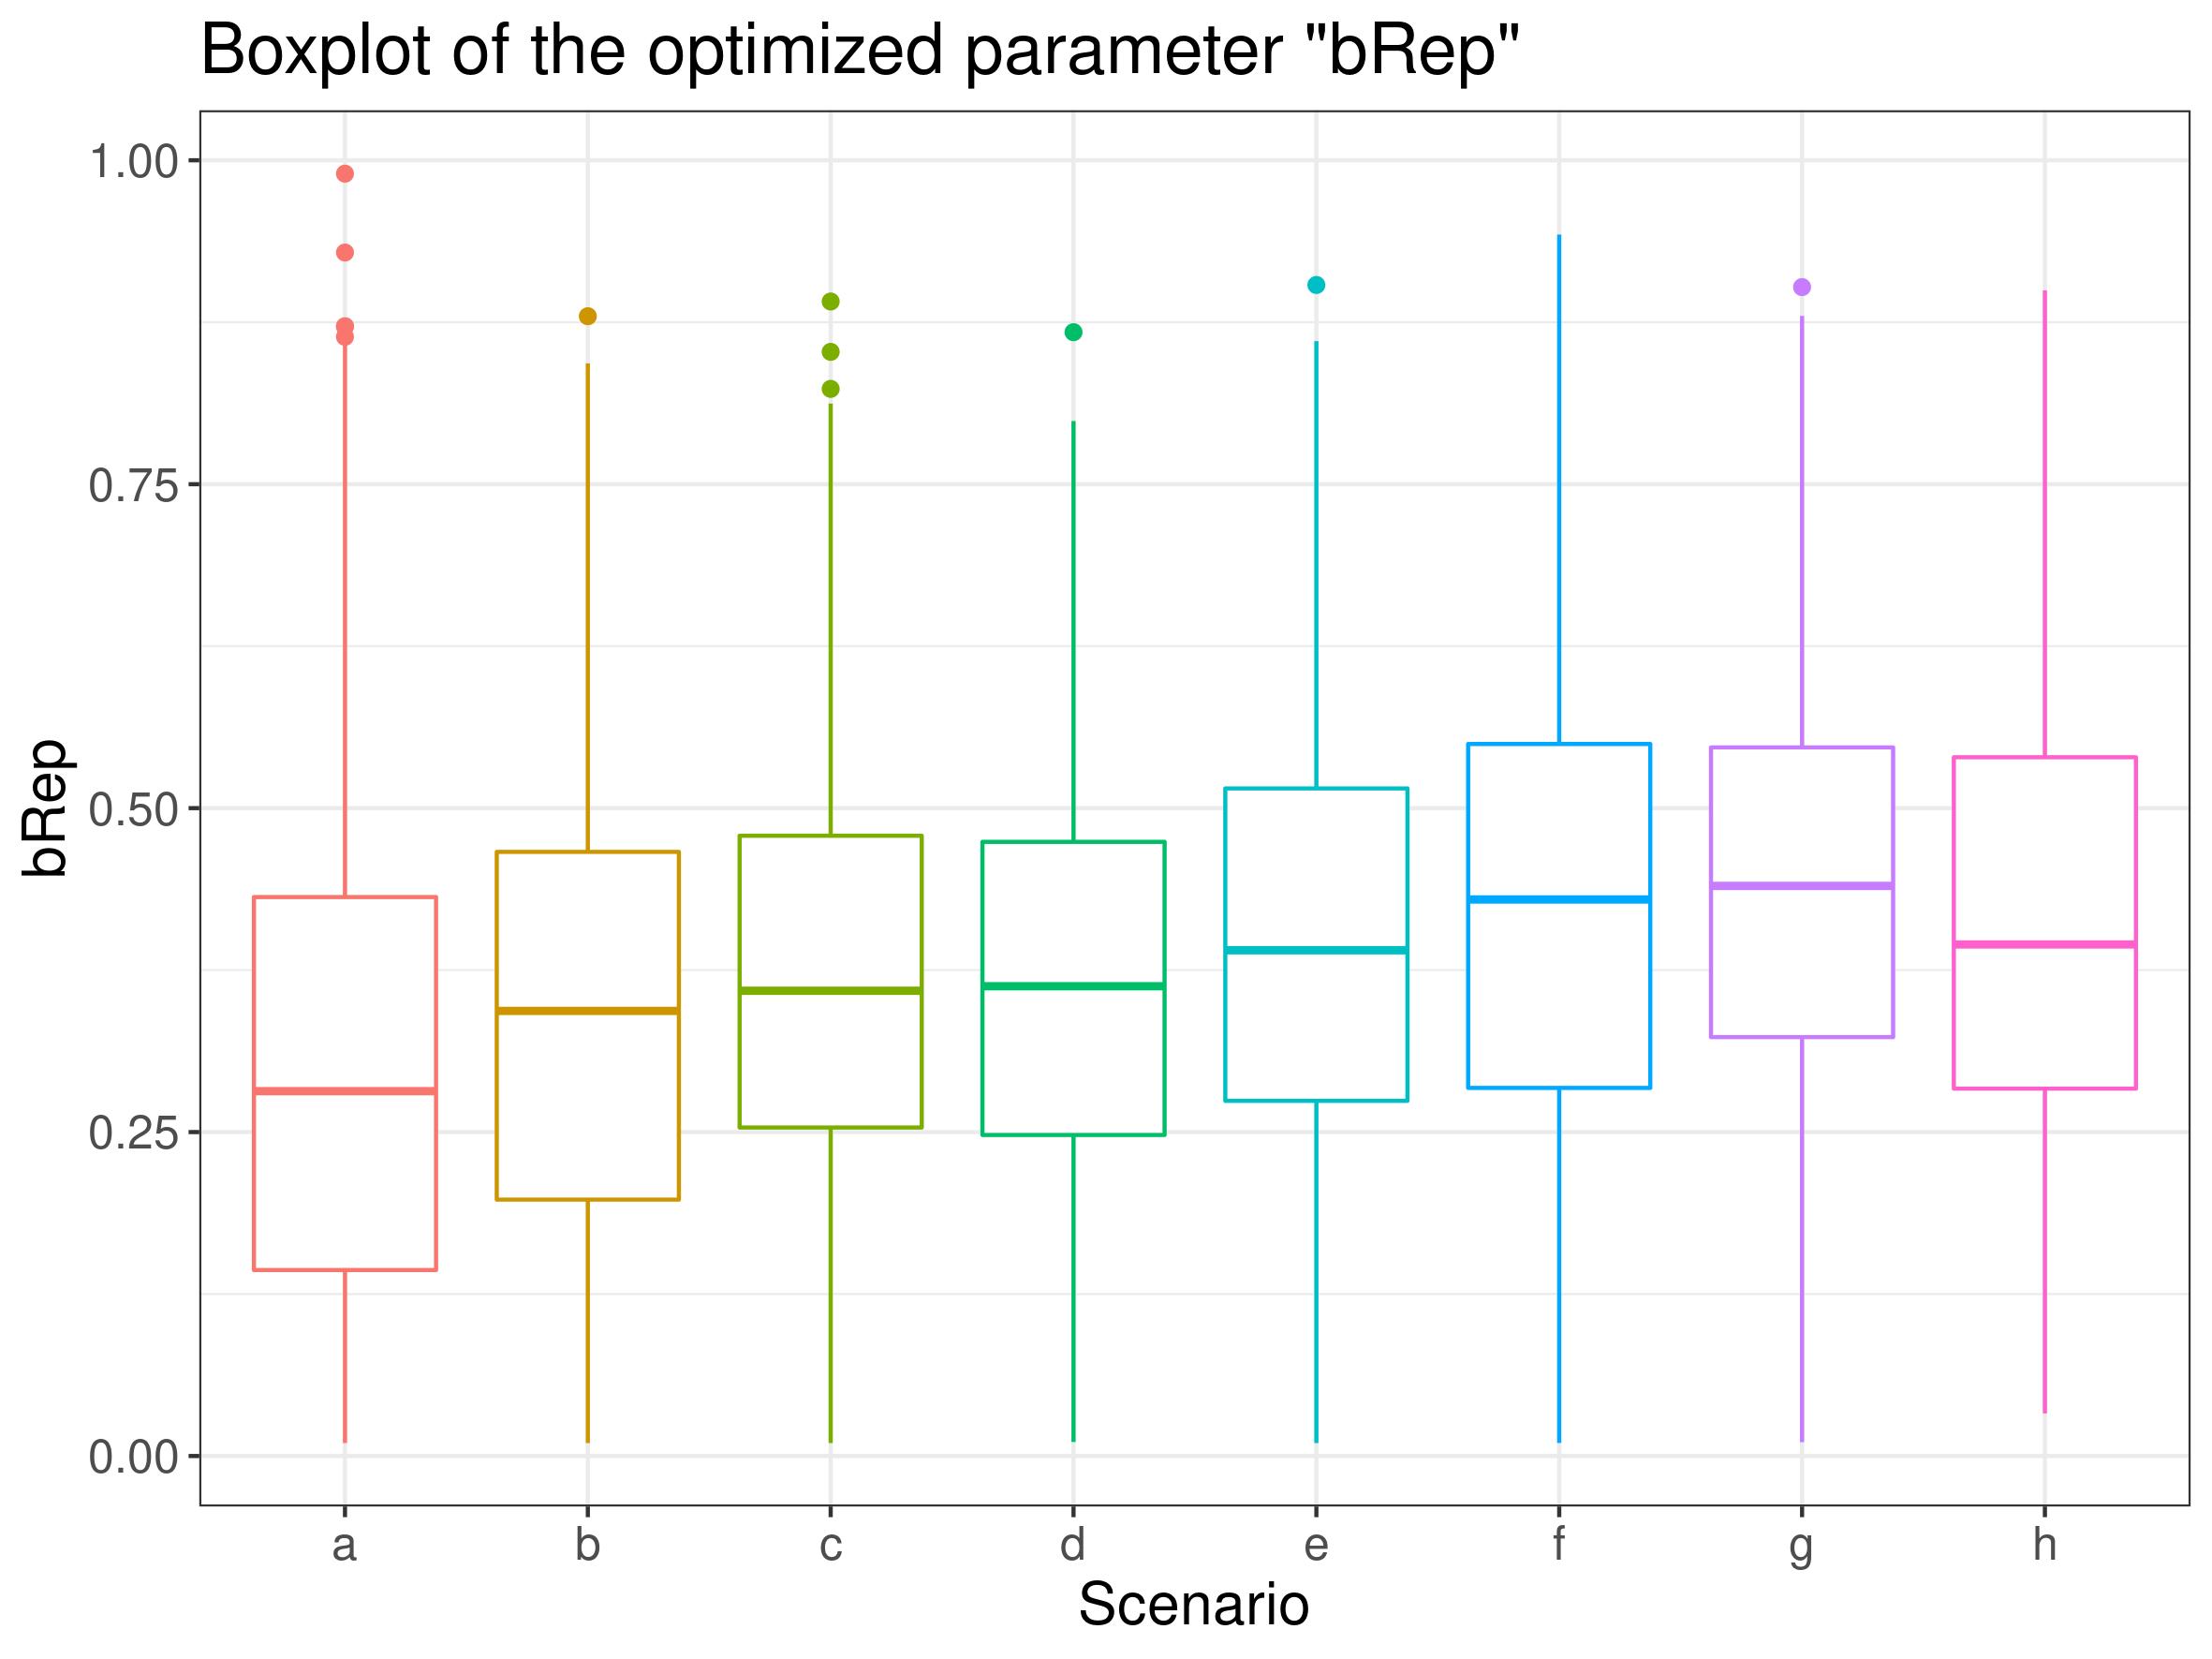 Boxplot of the optimized parameter "bRep"
bRep
1.00
0.75
0.50
0.25
0.00
a b c d e f g h
Scenario